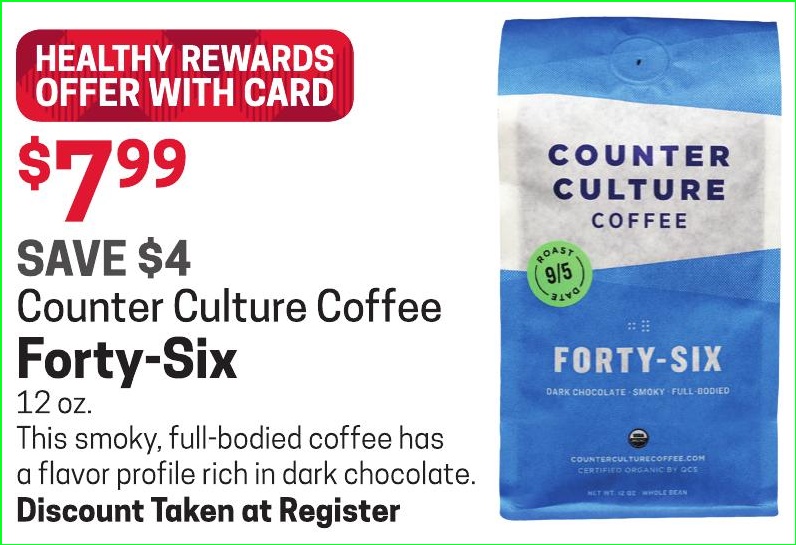 HEALTHY REWARDS
OFFER WITH CARD
$7.99
SAVE $4
Counter Culture Coffee
Forty-Six
12 oz.
This smoky, full-bodied coffee has
a flavor profile rich in dark chocolate.
Discount Taken at Register
COUNTER
CULTURE
COFFEE
ROAST
9/5
DATE
FORTY-SIX
DARK CHOCOLATE · SMOKY · FULL-BODIED
COUNTERCULTURECOFFEE.COM
CERTIFIED ORGANIC BY QCS
NET WT. 12 OZ · WHOLE BEAN